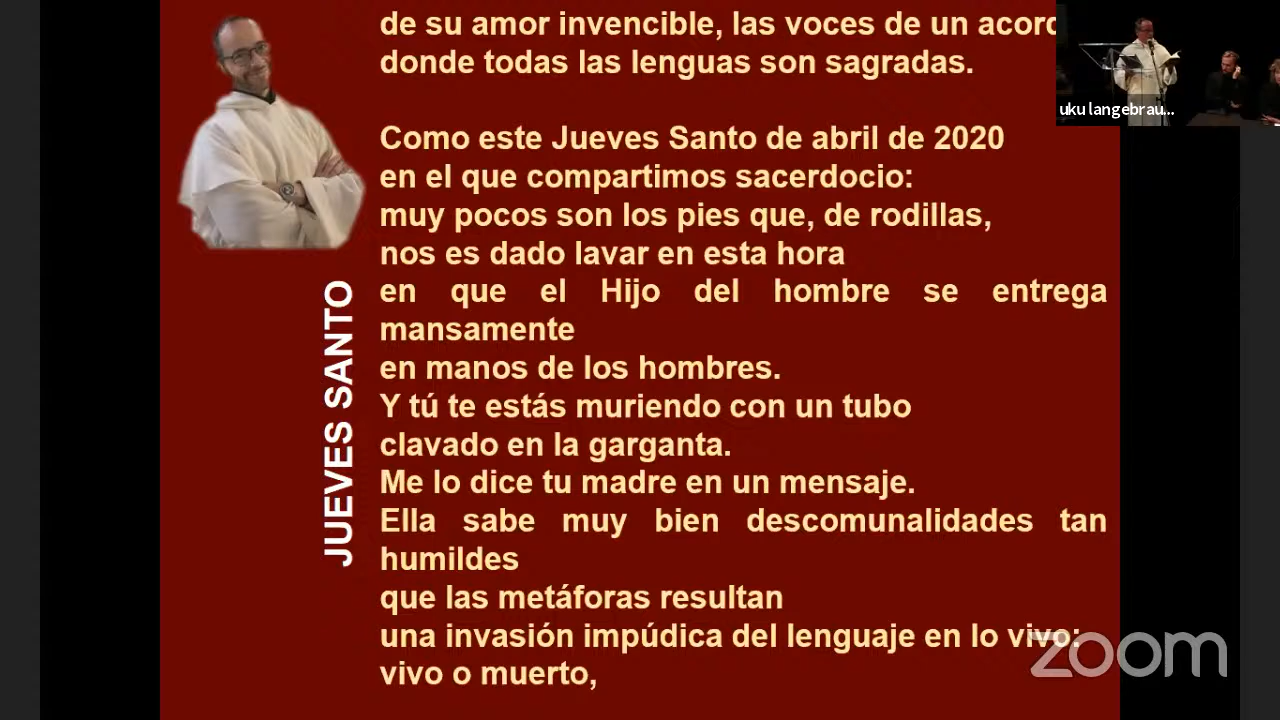 de su amor invencible, las voces de un
donde todas las lenguas son sagradas.
Como este Jueves Santo de abril de 2020
en el que compartimos sacerdocio:
muy pocos son los pies que, de rodillas,
nos es dado lavar en esta hora
en que el Hijo del hombre se entrega
mansamente
en manos de los hombres.
Y tú te estás muriendo con un tubo
clavado en la garganta.
Me lo dice tu madre en un mensaje.
Ella sabe muy bien descomunalidades tan
humildes
que las metáforas resultan
una invasión impúdica del lenguaje en lo vivo:
vivo o muerto,
JUEVES SANTO
uku langebrau...
zoom